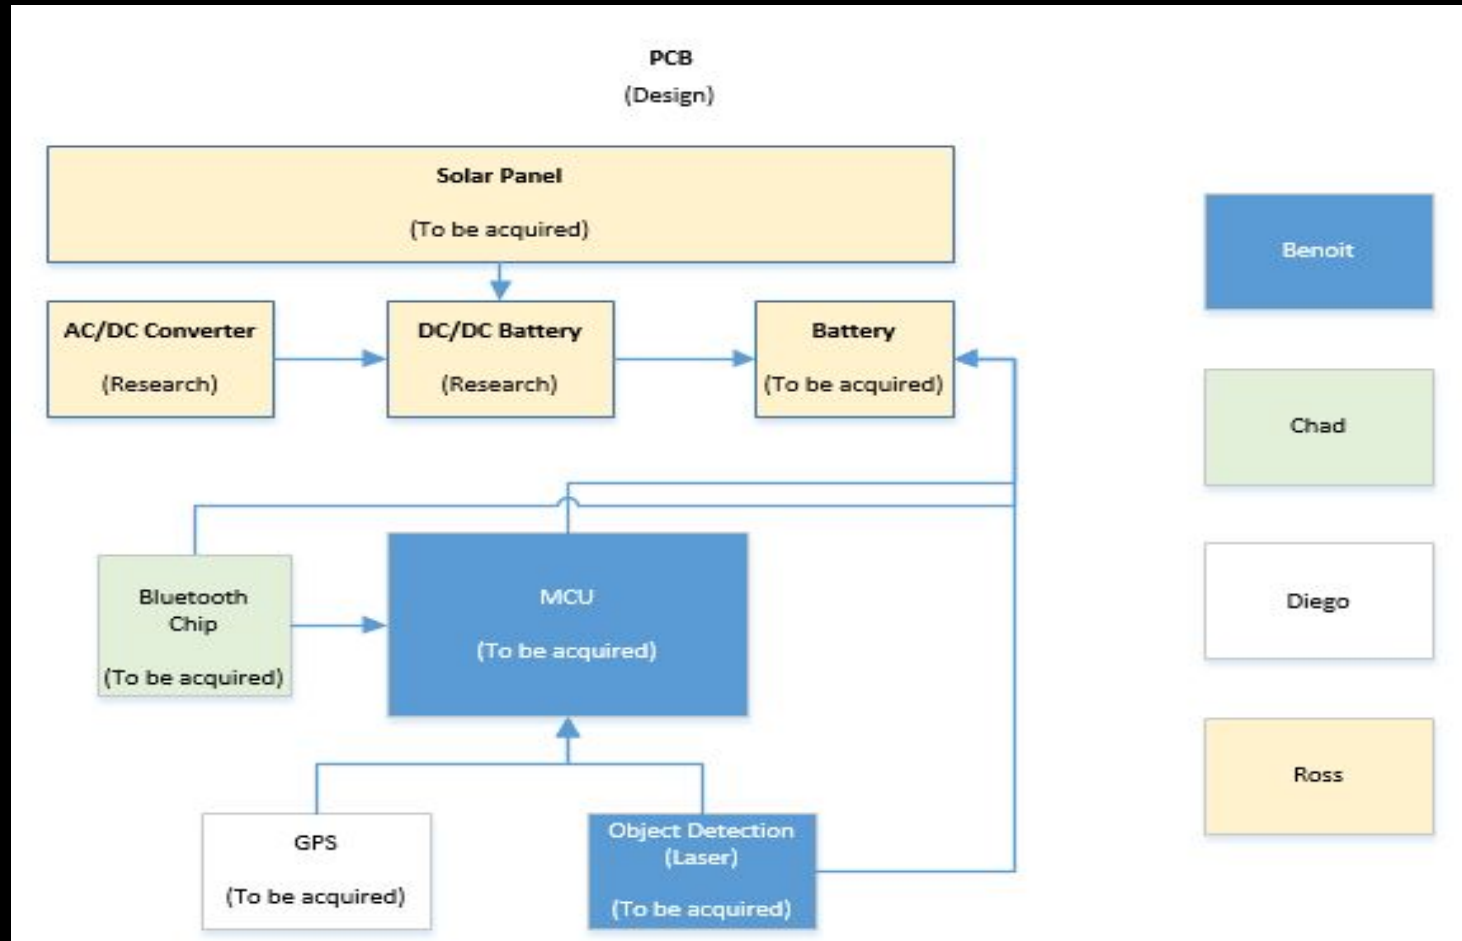 PCB
(Design)
Solar Panel
(To be acquired)
AC/DC Converter
(Research)
DC/DC Battery
(Research)
Battery
(To be acquired)
Bluetooth
Chip
(To be acquired)
MCU
(To be acquired)
GPS
(To be acquired)
Object Detection
(Laser)
(To be acquired)
Benoit
Chad
Diego
Ross